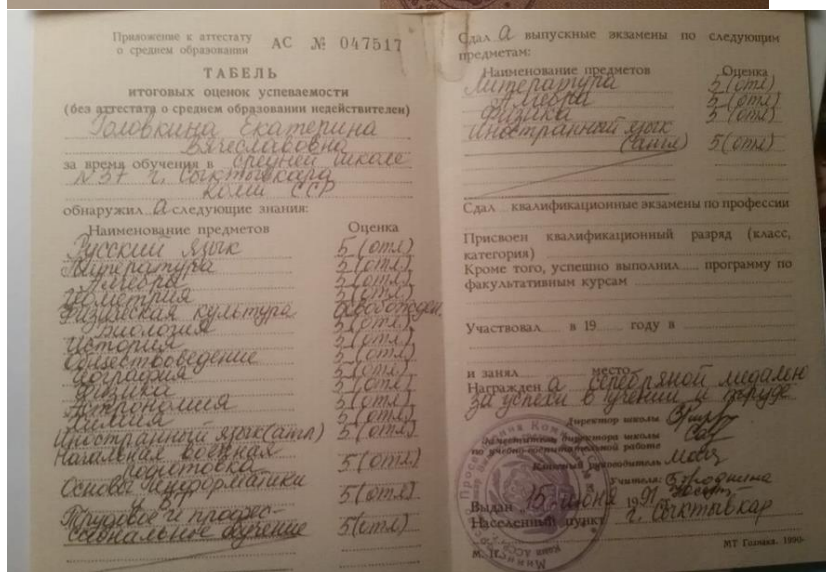 Приложение к аттестату
о среднем образовании АС № 047517
ТАБЕЛЬ
итоговых оценок успеваемости
(без аттестата о среднем образовании недействителен)
Головкина Екатерина
Вячеславовна
за время обучения в средней школе
№ 37 г. Сыктывкара
Коми ССР
обнаружил а следующие знания:
Наименование предметов Оценка
Русский язык 5 (отл)
Литература 5 (отл)
Алгебра 5 (отл)
Геометрия 5 (отл)
Физическая культура освобожден
Биология 5 (отл)
История 5 (отл)
Обществоведение 5 (отл)
География 5 (отл)
Физика 5 (отл)
Астрономия 5 (отл)
Химия 5 (отл)
Иностранный язык (англ) 5 (отл)
Начальная военная
подготовка 5 (отл)
Основы информатики
и ВТ 5 (отл)
Трудовое и профес-
сиональное обучение 5 (отл)
Сдал а выпускные экзамены по следующим
предметам:
Наименование предметов Оценка
Литература 5 (отл)
Алгебра 5 (отл)
Физика 5 (отл)
Иностранный язык
(англ) 5 (отл)
Сдал квалификационные экзамены по профессии
Присвоен квалификационный разряд (класс,
категория)
Кроме того, успешно выполнил программу по
факультативным курсам
Участвовал в 19 году в
и занял место
Награжден а серебряной медалью
за успехи в учении и труде
Директор школы
Заместитель директора школы
по учебно-воспитательной работе
Классный руководитель
Учителя:
Выдан 15 июня 1991
Населенный пункт г. Сыктывкар
М. П.
МТ Гознака. 1990